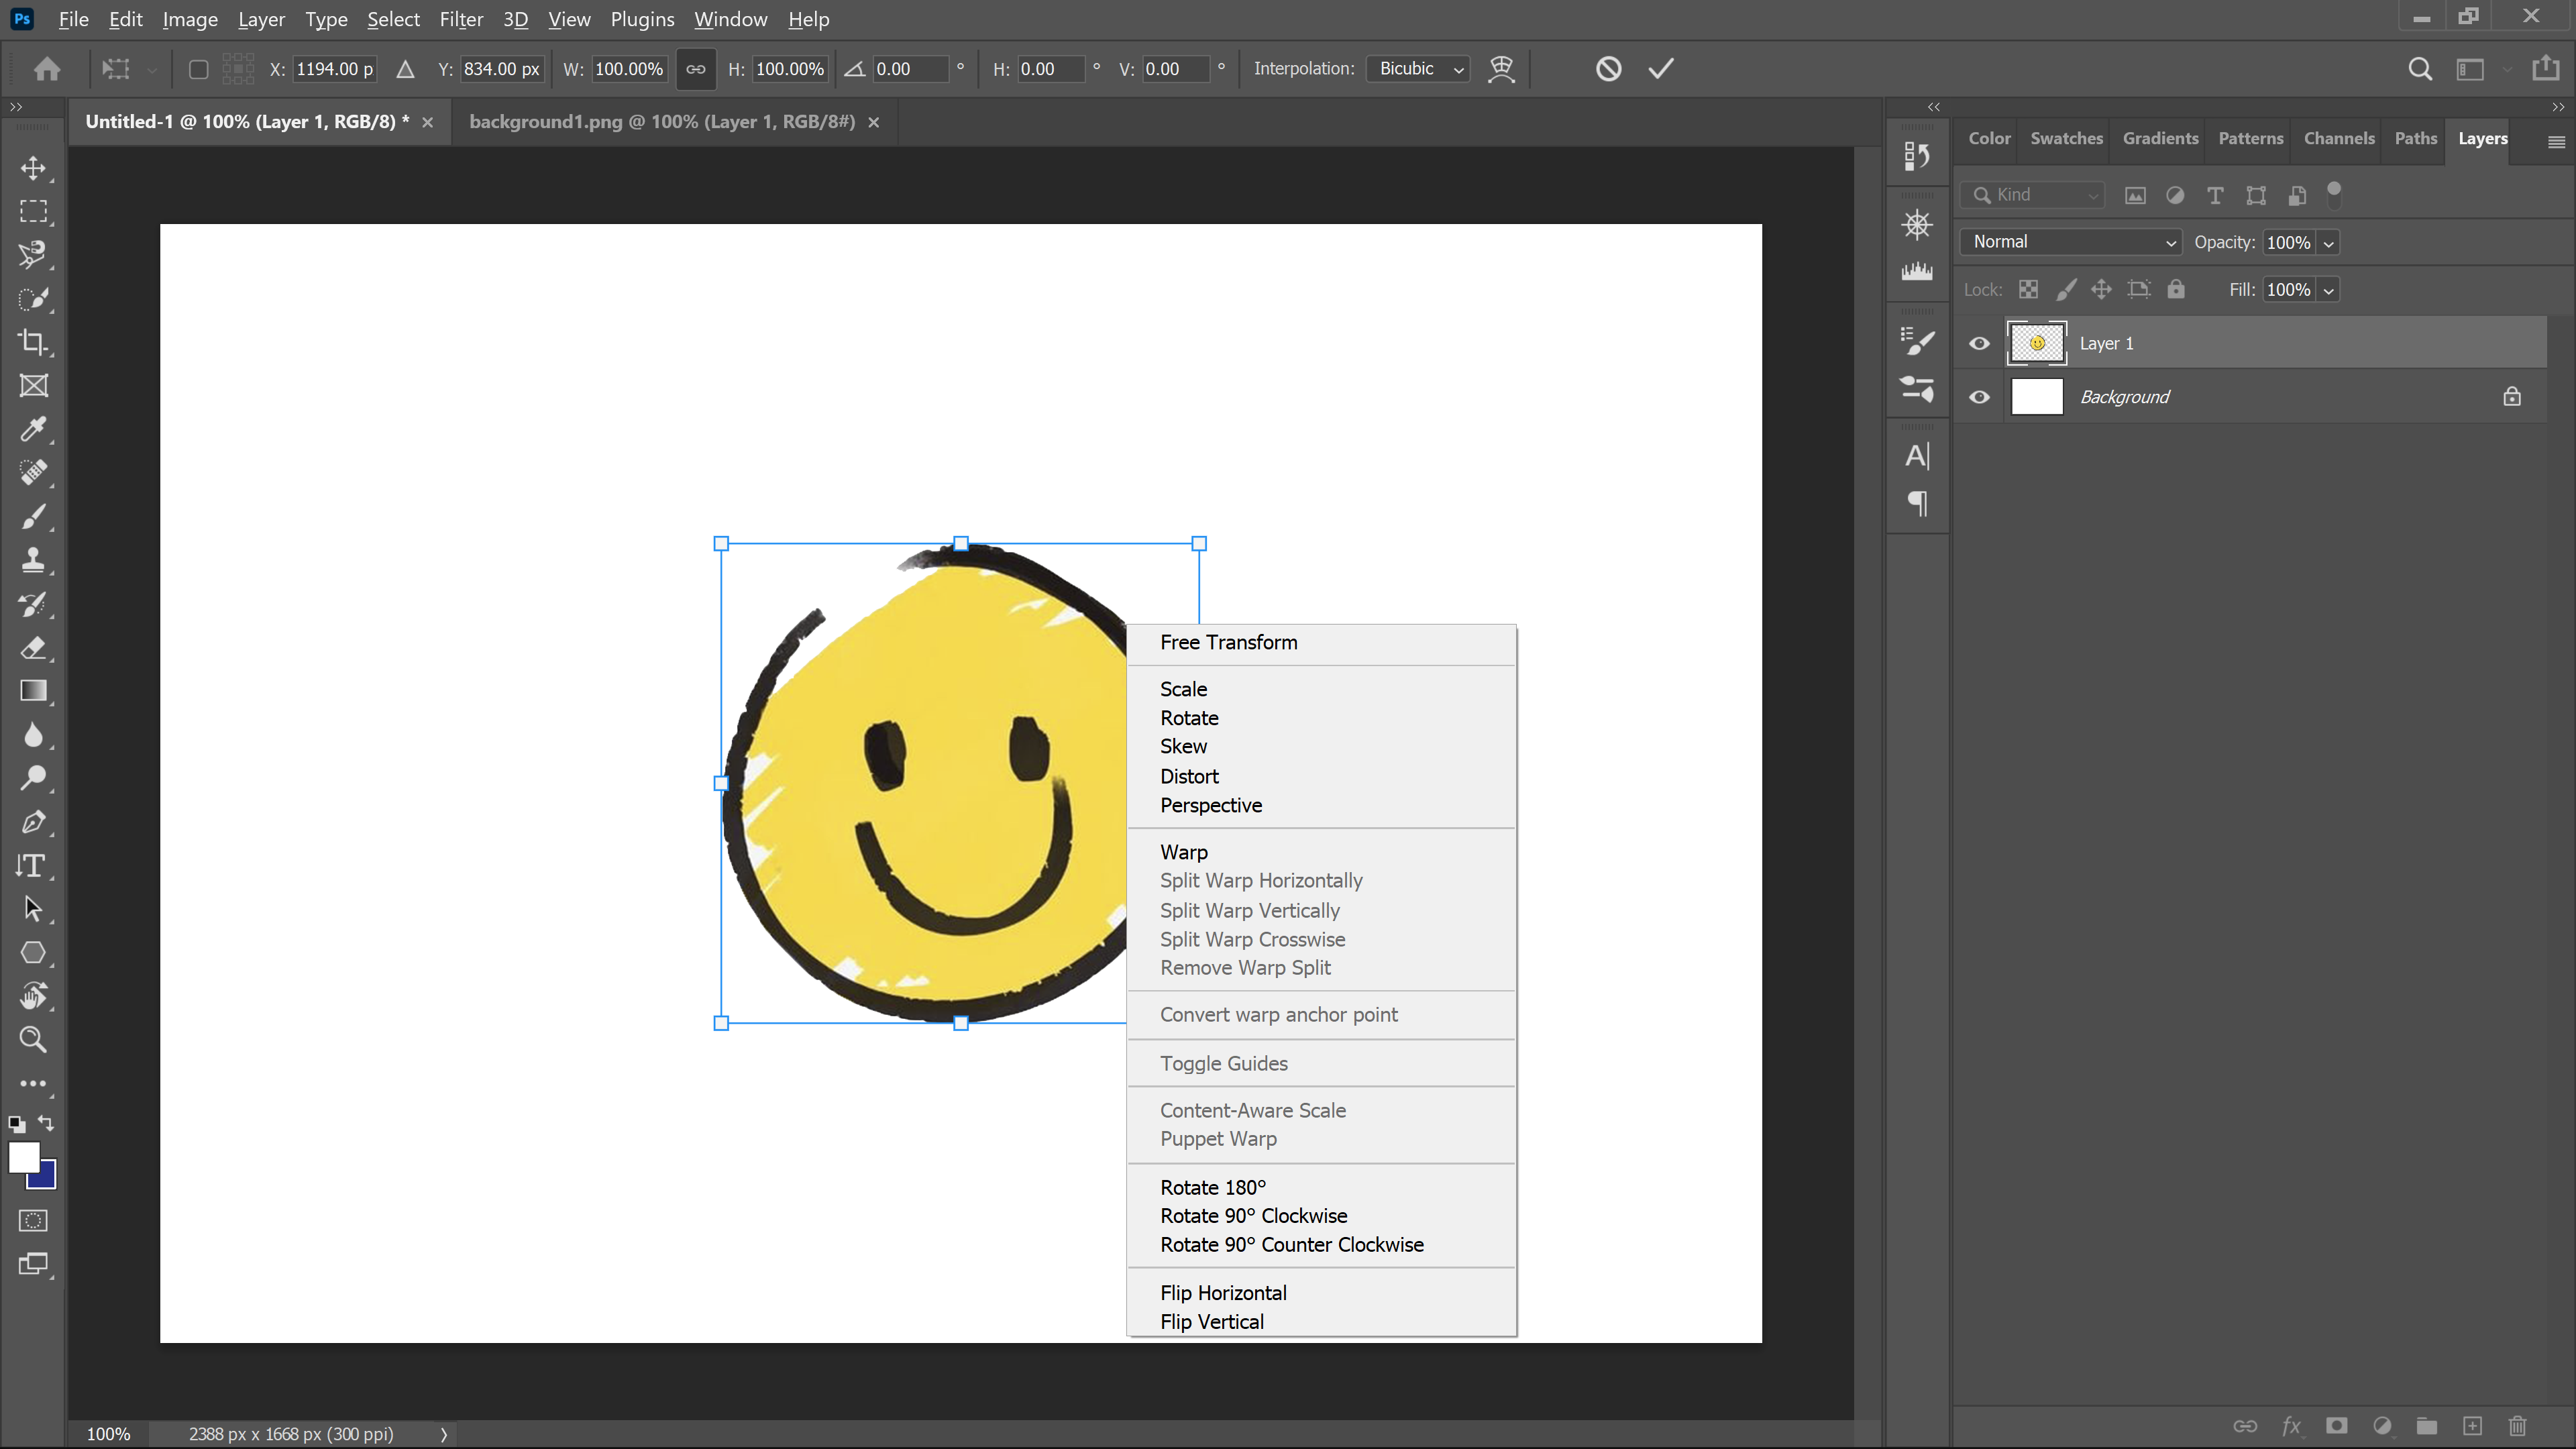 Ps File Edit Image Layer Type Select Filter 3D View Plugins Window Help
X: 1194.00 p Y: 834.00 px W: 100.00% H: 100.00% 0.00 ° H: 0.00 ° V: 0.00 ° Interpolation: Bicubic
Untitled-1 @ 100% (Layer 1, RGB/8) * × background1.png @ 100% (Layer 1, RGB/8#) ×
Color Swatches Gradients Patterns Channels Paths Layers
Kind
Normal Opacity: 100%
Lock: Fill: 100%
Layer 1
Background
Free Transform
Scale
Rotate
Skew
Distort
Perspective
Warp
Split Warp Horizontally
Split Warp Vertically
Split Warp Crosswise
Remove Warp Split
Convert warp anchor point
Toggle Guides
Content-Aware Scale
Puppet Warp
Rotate 180°
Rotate 90° Clockwise
Rotate 90° Counter Clockwise
Flip Horizontal
Flip Vertical
100% 2388 px x 1668 px (300 ppi)
fx